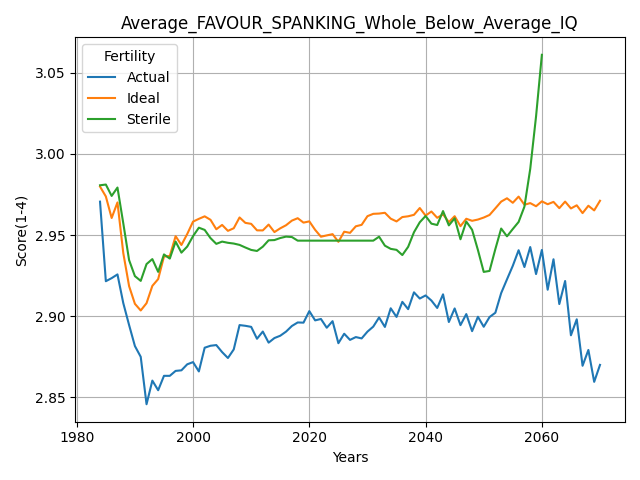 Average_FAVOUR_SPANKING_Whole_Below_Average_IQ
Fertility
Actual
Ideal
Sterile
Score(1-4)
3.05
3.00
2.95
2.90
2.85
1980
2000
2020
2040
2060
Years